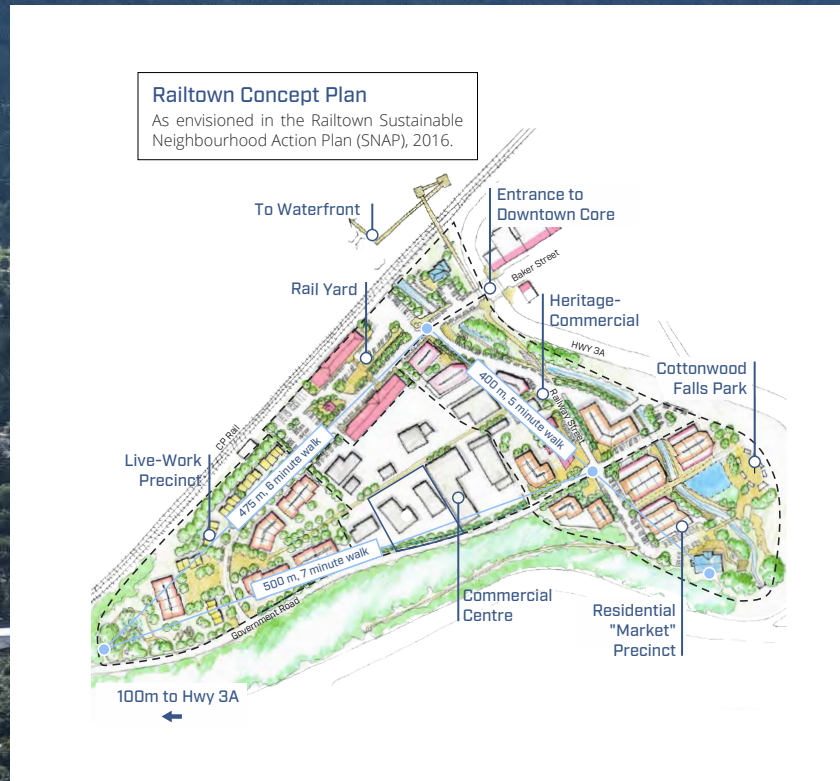 Railtown Concept Plan
As envisioned in the Railtown Sustainable
Neighbourhood Action Plan (SNAP), 2016.
To Waterfront
Entrance to
Downtown Core
Baker Street
Rail Yard
Heritage-
Commercial
HWY 3A
Cottonwood
Falls Park
400 m, 5 minute walk
Railway Street
CP Rail
Live-Work
Precinct
475 m, 6 minute walk
500 m, 7 minute walk
Government Road
Commercial
Centre
Residential
"Market"
Precinct
100m to Hwy 3A